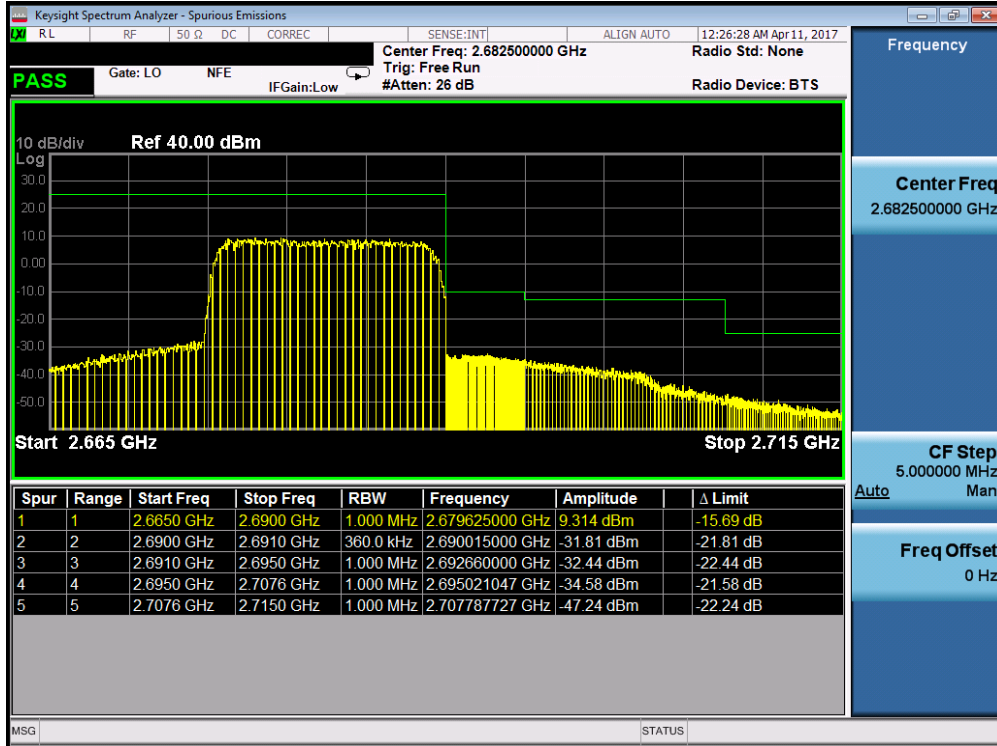 Keysight Spectrum Analyzer - Spurious Emissions
LXI RL RF 50 Ω DC CORREC SENSE:INT ALIGN AUTO 12:26:28 AM Apr 11, 2017
Frequency
Center Freq: 2.682500000 GHz Radio Std: None
Trig: Free Run
PASS Gate: LO NFE IFGain:Low #Atten: 26 dB Radio Device: BTS
10 dB/div Ref 40.00 dBm
Log
30.0
20.0
10.0
0.00
-10.0
-20.0
-30.0
-40.0
-50.0
Start 2.665 GHz Stop 2.715 GHz
Spur Range Start Freq Stop Freq RBW Frequency Amplitude Δ Limit
1 1 2.6650 GHz 2.6900 GHz 1.000 MHz 2.679625000 GHz 9.314 dBm -15.69 dB
2 2 2.6900 GHz 2.6910 GHz 360.0 kHz 2.690015000 GHz -31.81 dBm -21.81 dB
3 3 2.6910 GHz 2.6950 GHz 1.000 MHz 2.692660000 GHz -32.44 dBm -22.44 dB
4 4 2.6950 GHz 2.7076 GHz 1.000 MHz 2.695021047 GHz -34.58 dBm -21.58 dB
5 5 2.7076 GHz 2.7150 GHz 1.000 MHz 2.707787727 GHz -47.24 dBm -22.24 dB
Center Freq
2.682500000 GHz
CF Step
5.000000 MHz
Auto Man
Freq Offset
0 Hz
MSG STATUS